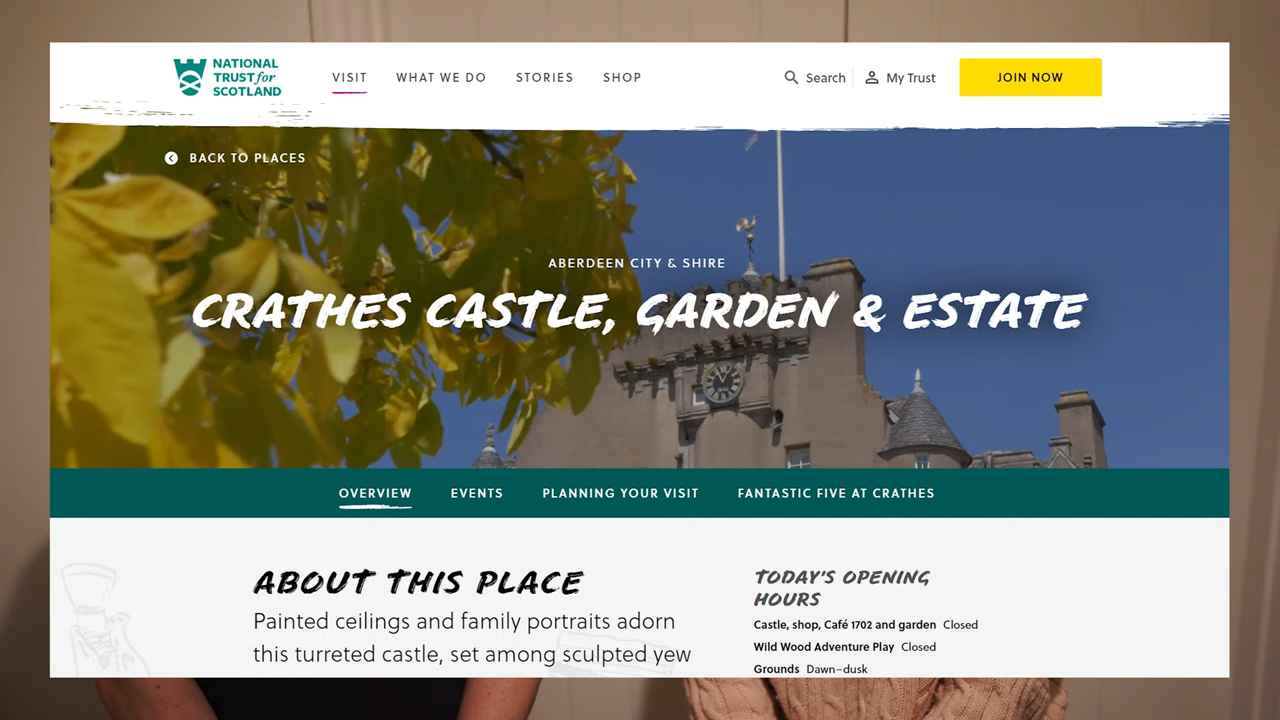 NATIONAL
TRUST for
SCOTLAND
VISIT WHAT WE DO STORIES SHOP
Search My Trust JOIN NOW
BACK TO PLACES
ABERDEEN CITY & SHIRE
CRATHES CASTLE, GARDEN & ESTATE
OVERVIEW EVENTS PLANNING YOUR VISIT FANTASTIC FIVE AT CRATHES
ABOUT THIS PLACE
Painted ceilings and family portraits adorn
this turreted castle, set among sculpted yew
TODAY'S OPENING
HOURS
Castle, shop, Café 1702 and garden Closed
Wild Wood Adventure Play Closed
Grounds Dawn–dusk